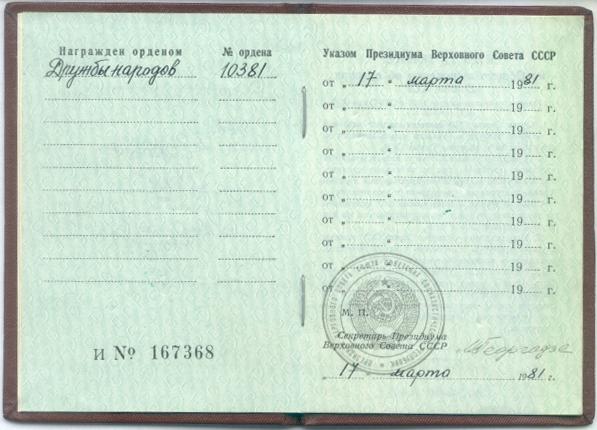 Награжден орденом
№ ордена
Дружбы народов
10381
И № 167368
Указом Президиума Верховного Совета СССР
от „ 17 “ марта 1981 г.
от „ “ 19 г.
от „ “ 19 г.
от „ “ 19 г.
от „ “ 19 г.
от „ “ 19 г.
от „ “ 19 г.
от „ “ 19 г.
от „ “ 19 г.
от „ “ 19 г.
М. П.
Секретарь Президиума
Верховного Совета СССР
„ 17 “ марта 1981 г.